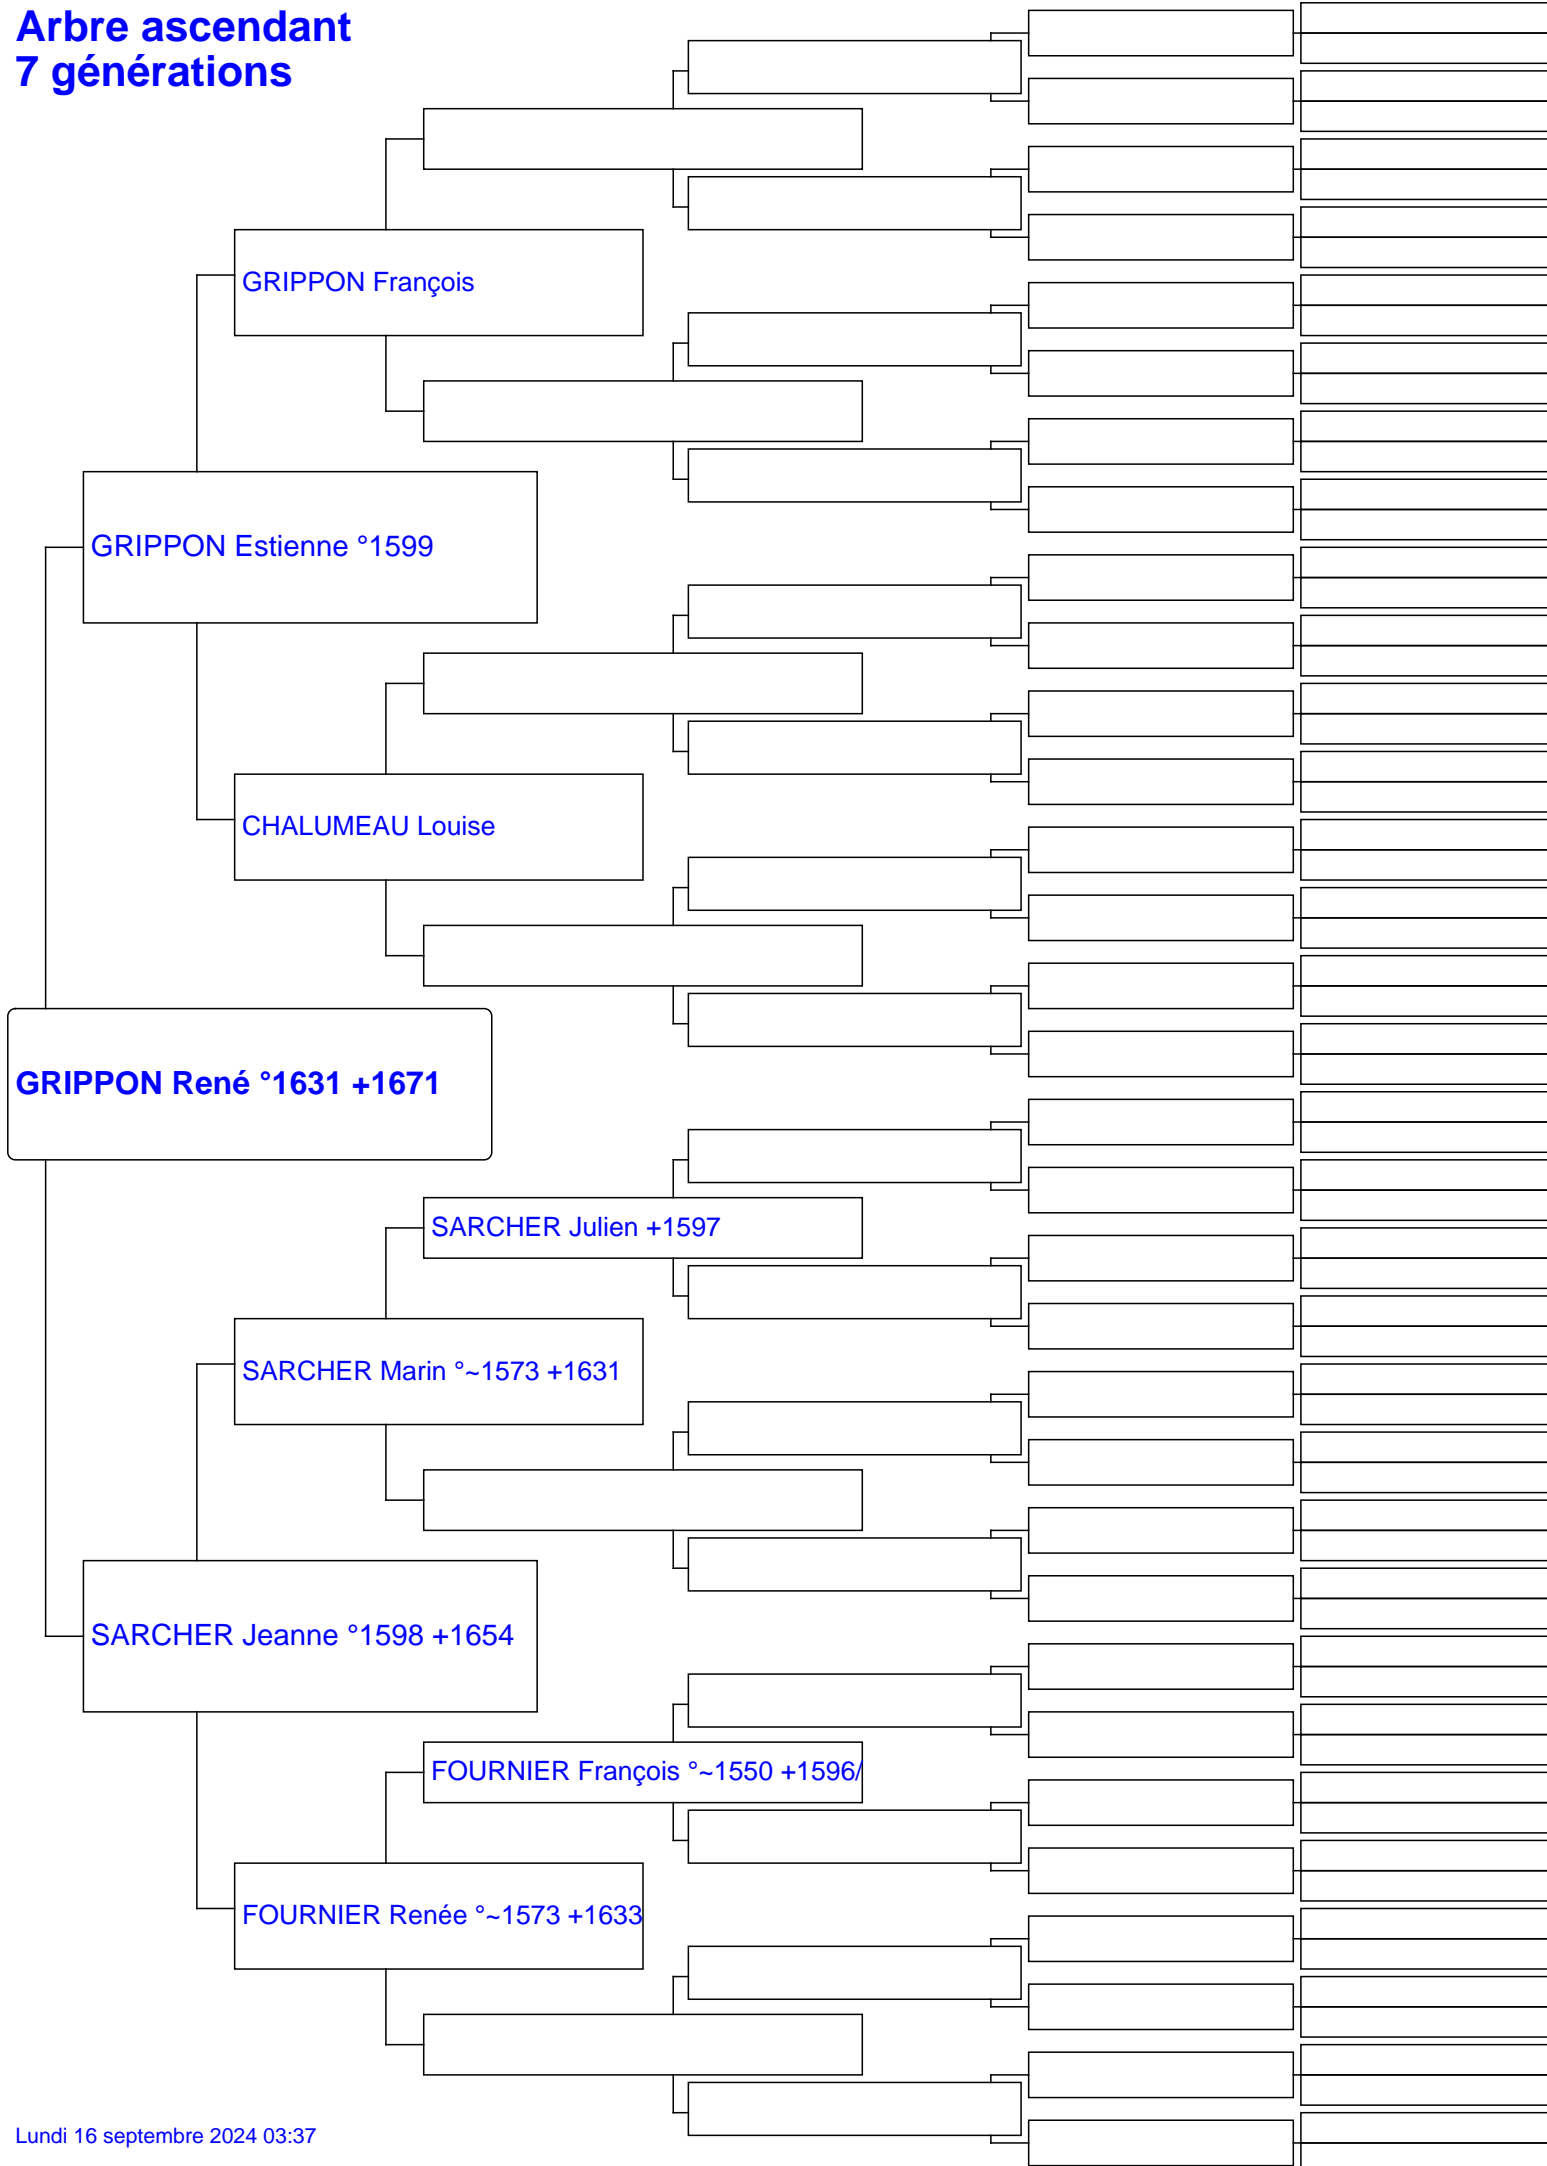 Arbre ascendant
7 générations
GRIPPON François
GRIPPON Estienne °1599
CHALUMEAU Louise
GRIPPON René °1631 +1671
SARCHER Julien +1597
SARCHER Marin °~1573 +1631
SARCHER Jeanne °1598 +1654
FOURNIER François °~1550 +1596/
FOURNIER Renée °~1573 +1633
Lundi 16 septembre 2024 03:37